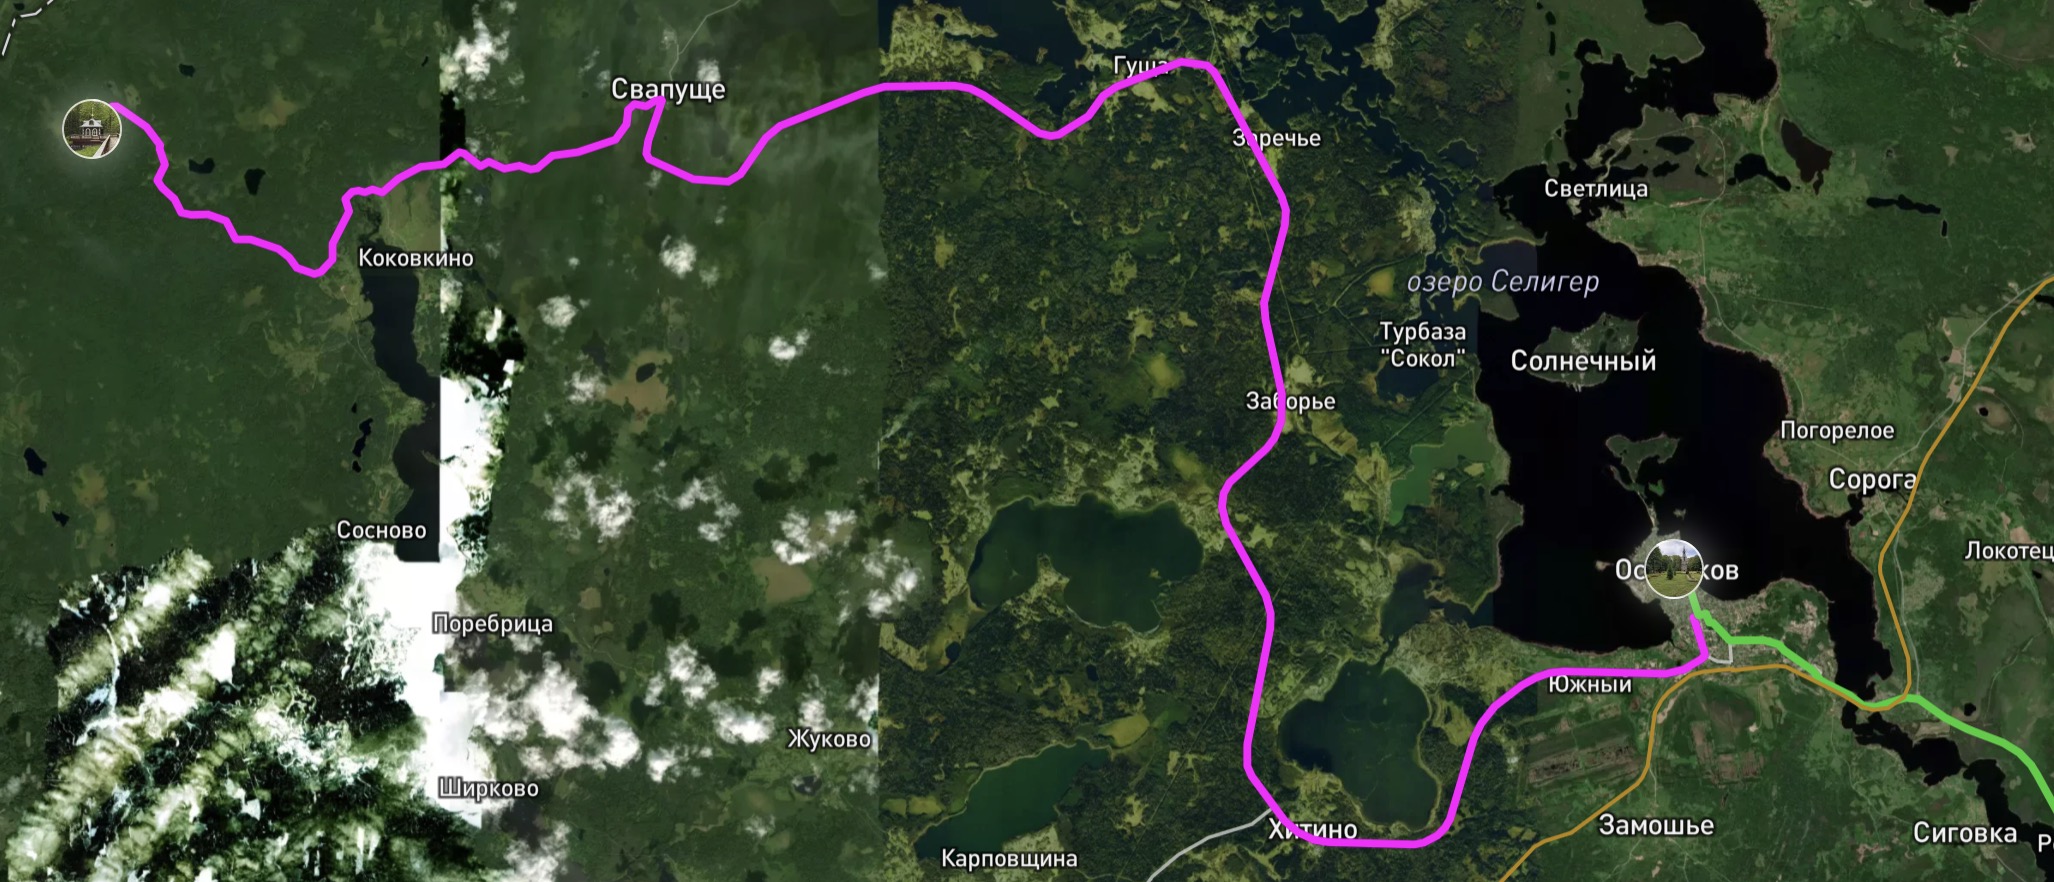 Свапуще
Гуща
Заречье
Светлица
Коковкино
озеро Селигер
Турбаза
"Сокол"
Солнечный
Заборье
Погорелое
Сорога
Сосново
Локотец
Поребрица
Южный
Жуково
Ширково
Хитино
Замошье
Сиговка
Карповщина